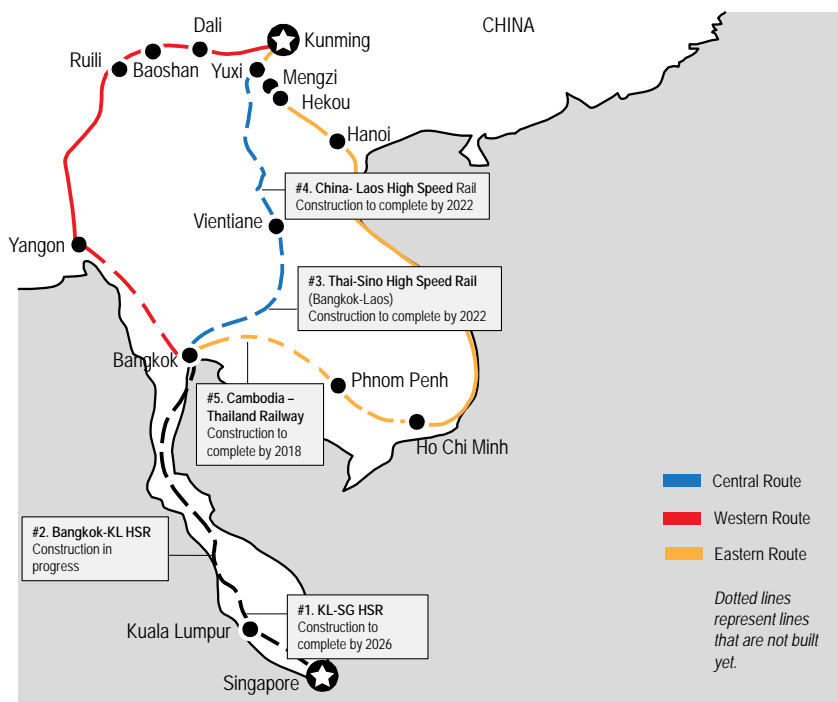 CHINA
Dali
Kunming
Ruili
Baoshan
Yuxi
Mengzi
Hekou
Hanoi
#4. China- Laos High Speed Rail
Construction to complete by 2022
Vientiane
Yangon
#3. Thai-Sino High Speed Rail
(Bangkok-Laos)
Construction to complete by 2022
Bangkok
Phnom Penh
#5. Cambodia –
Thailand Railway
Construction to
complete by 2018
Ho Chi Minh
Central Route
Western Route
Eastern Route
Dotted lines
represent lines
that are not built
yet.
#2. Bangkok-KL HSR
Construction in
progress
#1. KL-SG HSR
Construction to
complete by 2026
Kuala Lumpur
Singapore